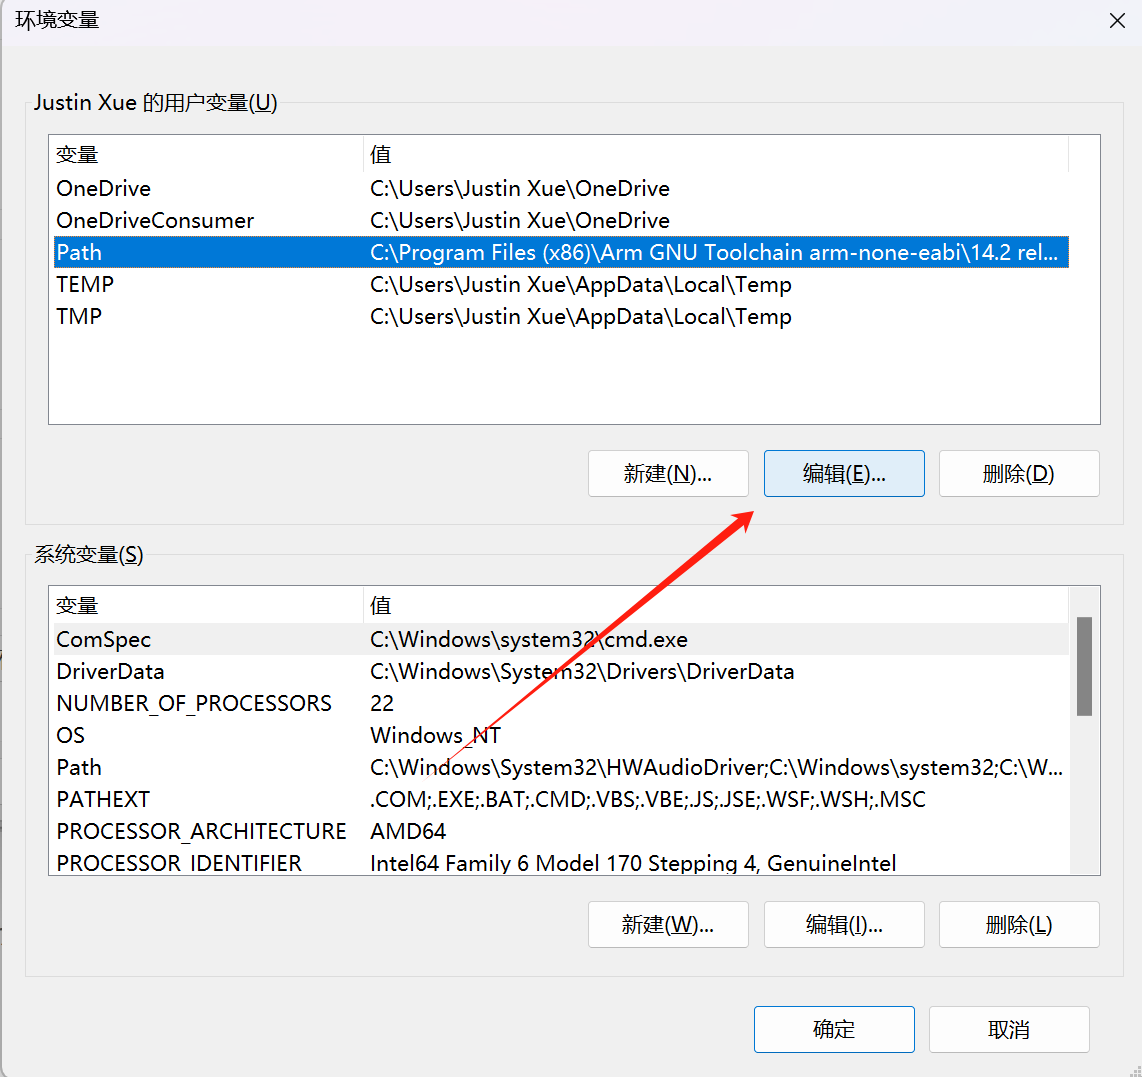 环境变量
Justin Xue 的用户变量(U)
变量 值
OneDrive C:\Users\Justin Xue\OneDrive
OneDriveConsumer C:\Users\Justin Xue\OneDrive
Path C:\Program Files (x86)\Arm GNU Toolchain arm-none-eabi\14.2 rel...
TEMP C:\Users\Justin Xue\AppData\Local\Temp
TMP C:\Users\Justin Xue\AppData\Local\Temp
新建(N)... 编辑(E)... 删除(D)
系统变量(S)
变量 值
ComSpec C:\Windows\system32\cmd.exe
DriverData C:\Windows\System32\Drivers\DriverData
NUMBER_OF_PROCESSORS 22
OS Windows_NT
Path C:\Windows\System32\HWAudioDriver;C:\Windows\system32;C:\W...
PATHEXT .COM;.EXE;.BAT;.CMD;.VBS;.VBE;.JS;.JSE;.WSF;.WSH;.MSC
PROCESSOR_ARCHITECTURE AMD64
PROCESSOR_IDENTIFIER Intel64 Family 6 Model 170 Stepping 4, GenuineIntel
新建(W)... 编辑(I)... 删除(L)
确定 取消